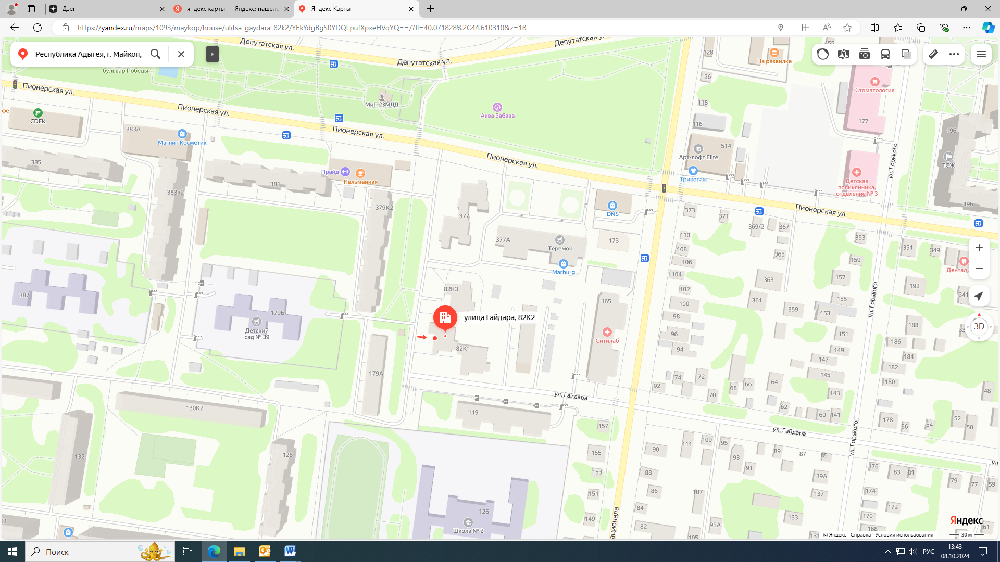 Дзен
яндекс карты — Яндекс: нашёлс
Яндекс Карты
https://yandex.ru/maps/1093/maykop/house/ulitsa_gaydara_82k2/YEkYdgBgS0YDQFpufXpxeHVqYQ==/?ll=40.071828%2C44.610310&z=18
Республика Адыгея, г. Майкоп,
Депутатская ул.
Депутатская ул.
Депутатская ул.
бульвар Победы
455
128
На развилке
126
Стоматология
Пионерская ул.
МиГ-23МЛД
118
Аква Забава
фе
CDEK
Пионерская ул.
116
177
196
383А
Магнит Косметик
Пионерская ул.
514
Арт-лофт Elite
ул. Горького
ТСЖ
385
Пионерская ул.
Прайд
Пельменная
Трикотаж
Детская
поликлиника,
отделение № 3
381
383к2
379К2
377
DNS
373
371
Пионерская ул.
496
369/2
367
110
353
377А
173
Теремок
108
365
351
349
106
159
Marburg
104
363
157
Дентал
82К3
102
192
387
165
100
361
155
341
359
179Б
98
153
ул. Горького
улица Гайдара, 82К2
188
33
3D
Детский
сад № 39
96
151
Ситилаб
186
82К1
94
149
184
147
179А
74
72
145
182
64
180
92
68
66
48
ул. Гайдара
70
143
62
130К2
119
60
141
178
52
54
157
56
50
ул. Гайдара
109
95
111
ул. Горького
90
89
87
85
155
132
128
93
176
91
83
81
153
88
139А
79
77
59
151
86
107
137
174
84
172
126
149
133
170
К1
82
95А
168
61
Школа № 2
ационала
105
131
ул
Яндекс
© Яндекс Справка Условия использования
30 м
Поиск
РУС
13:43
08.10.2024